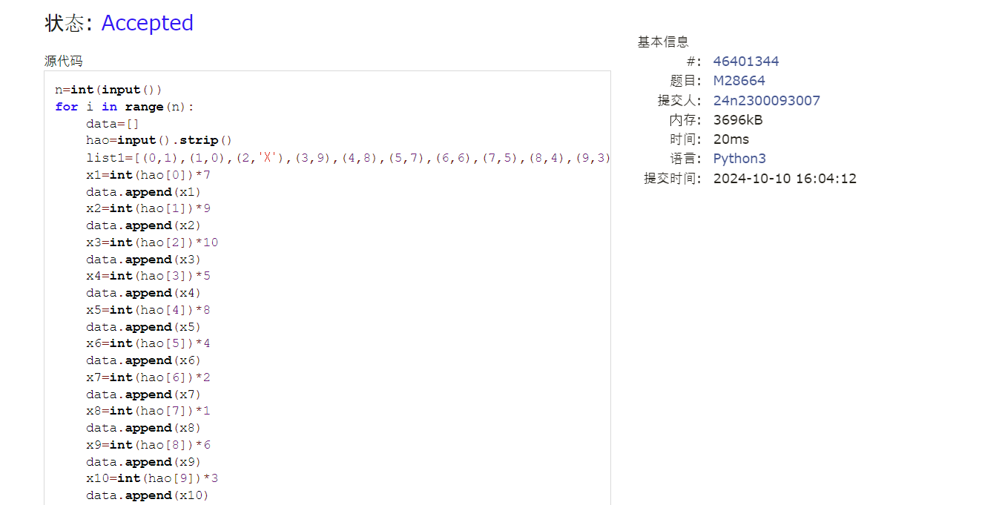 状态: Accepted
源代码
n=int(input())
for i in range(n):
    data=[]
    hao=input().strip()
    list1=[(0,1),(1,0),(2,'X'),(3,9),(4,8),(5,7),(6,6),(7,5),(8,4),(9,3)
    x1=int(hao[0])*7
    data.append(x1)
    x2=int(hao[1])*9
    data.append(x2)
    x3=int(hao[2])*10
    data.append(x3)
    x4=int(hao[3])*5
    data.append(x4)
    x5=int(hao[4])*8
    data.append(x5)
    x6=int(hao[5])*4
    data.append(x6)
    x7=int(hao[6])*2
    data.append(x7)
    x8=int(hao[7])*1
    data.append(x8)
    x9=int(hao[8])*6
    data.append(x9)
    x10=int(hao[9])*3
    data.append(x10)
基本信息
#: 46401344
题目: M28664
提交人: 24n2300093007
内存: 3696kB
时间: 20ms
语言: Python3
提交时间: 2024-10-10 16:04:12